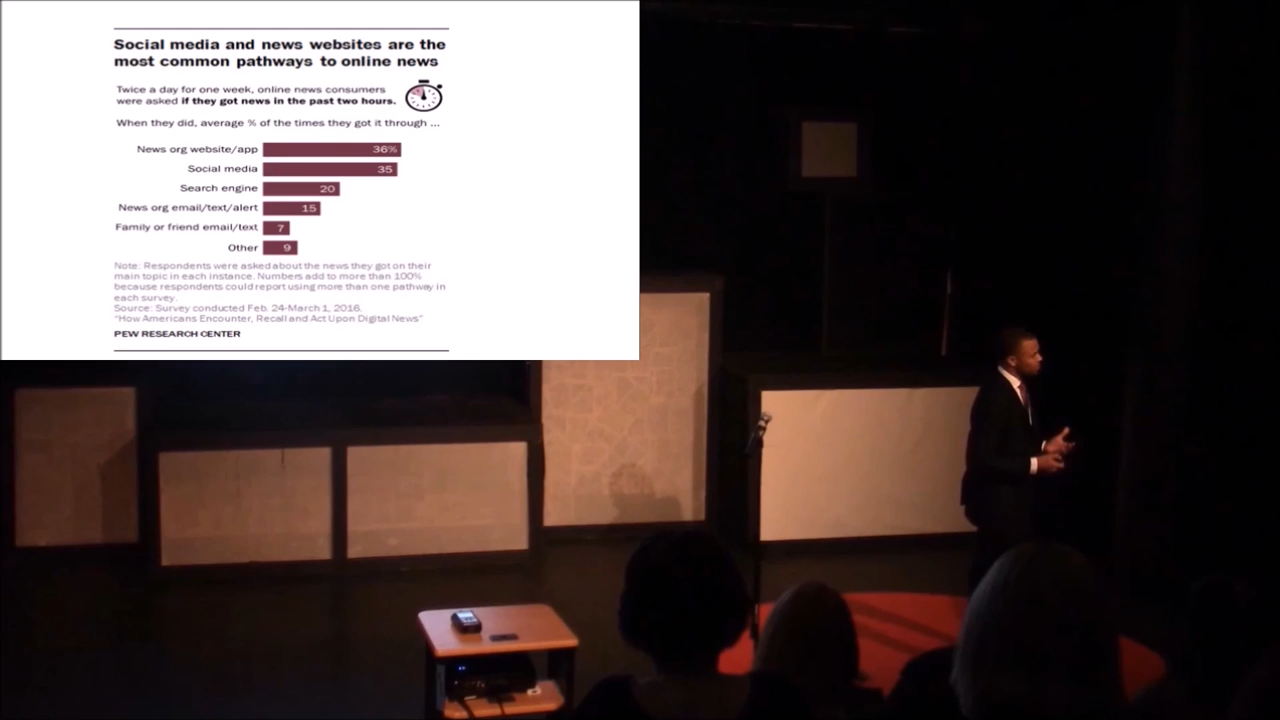 Social media and news websites are the
most common pathways to online news
Twice a day for one week, online news consumers
were asked if they got news in the past two hours.
When they did, average % of the times they got it through ...
News org website/app 36%
Social media 35
Search engine 20
News org email/text/alert 15
Family or friend email/text 7
Other 9
Note: Respondents were asked about the news they got on their
main topic in each instance. Numbers add to more than 100%
because respondents could report using more than one pathway in
each survey.
Source: Survey conducted Feb. 24-March 1, 2016.
“How Americans Encounter, Recall and Act Upon Digital News”
PEW RESEARCH CENTER